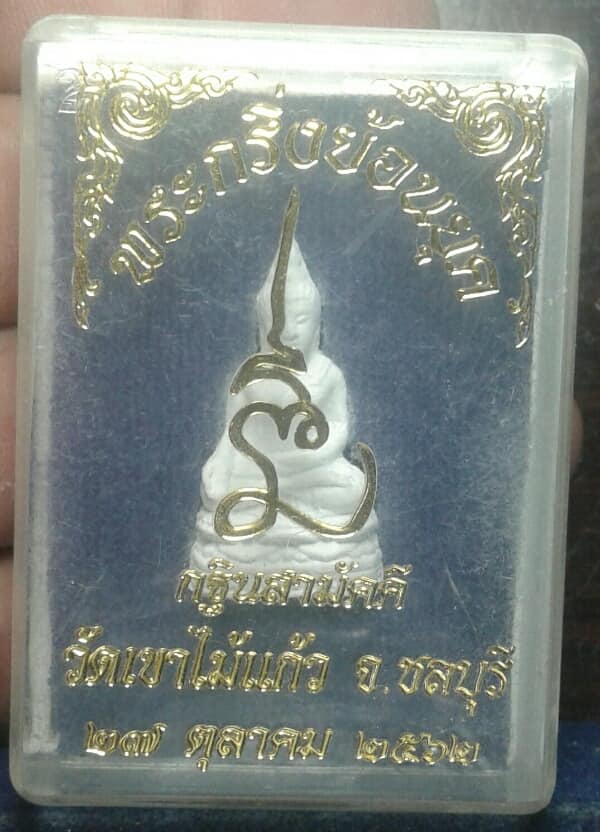 พระกริ่งย้อนยุค
กฐินสามัคคี
วัดเขาไม้แก้ว จ.ชลบุรี
๒๗ ตุลาคม ๒๕๖๒